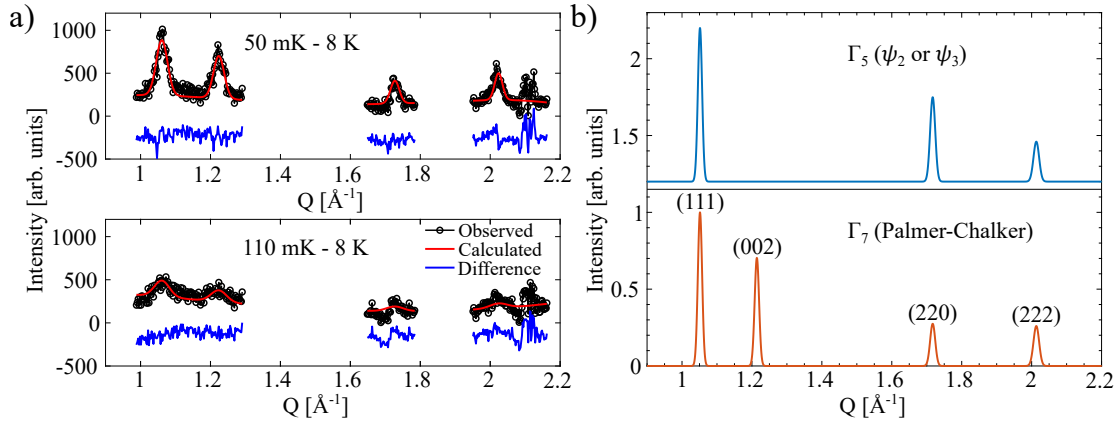 a)
50 mK - 8 K
1000
500
0
-500
1
1.2
1.4
1.6
1.8
2
2.2
Q [Å⁻¹]
110 mK - 8 K
Observed
Calculated
Difference
1000
500
0
-500
1
1.2
1.4
1.6
1.8
2
2.2
Q [Å⁻¹]
Intensity [arb. units]
b)
Γ₅ (ψ₂ or ψ₃)
2
1.5
Γ₇ (Palmer-Chalker)
(111)
(002)
(220)
(222)
1
0.5
0
1
1.2
1.4
1.6
1.8
2
2.2
Q [Å⁻¹]
Intensity [arb. units]